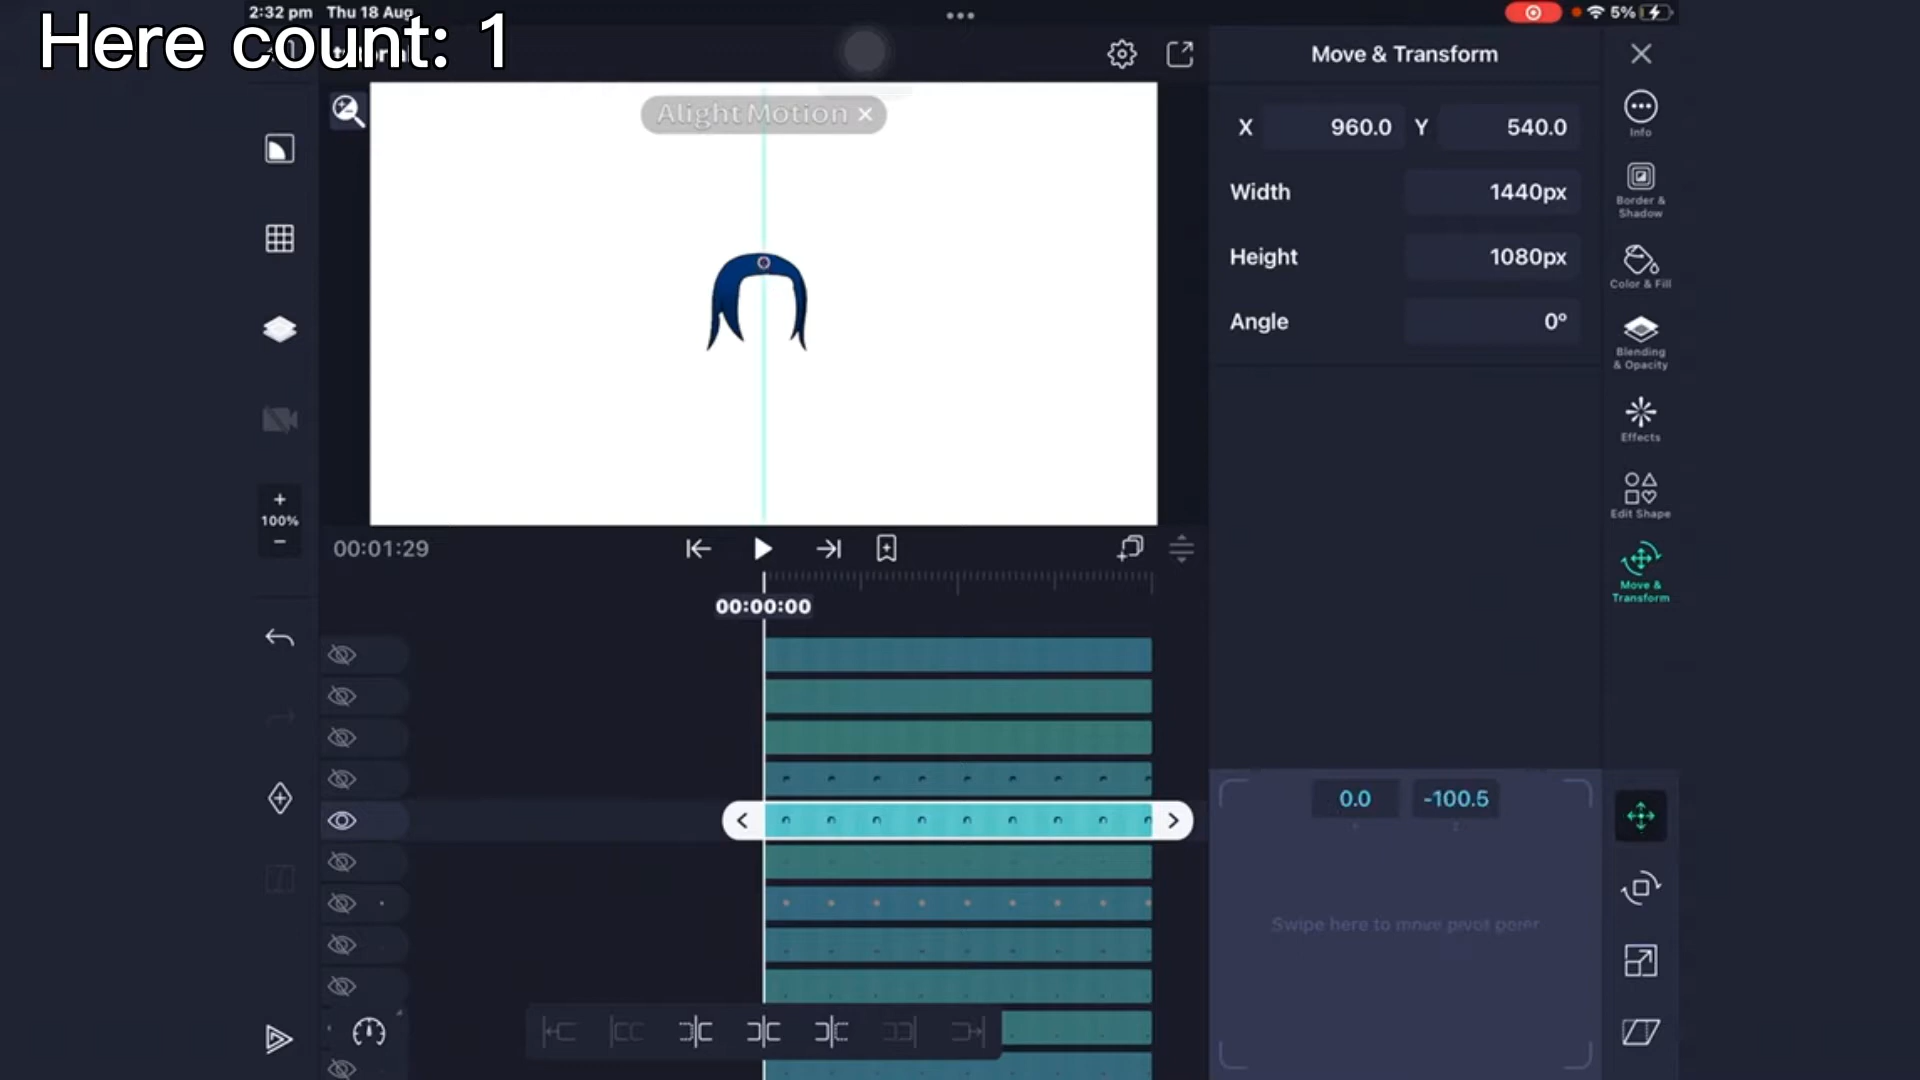 2:32 pm Thu 18 Aug
5%
Here count: 1
Move & Transform
Alight Motion ×
X 960.0 Y 540.0
Width 1440px
Height 1080px
Angle 0°
Info
Border &
Shadow
Color & Fill
Blending
& Opacity
Effects
Edit Shape
Move &
Transform
+
100%
−
00:01:29
00:00:00
0.0 -100.5
Swipe here to move pivot